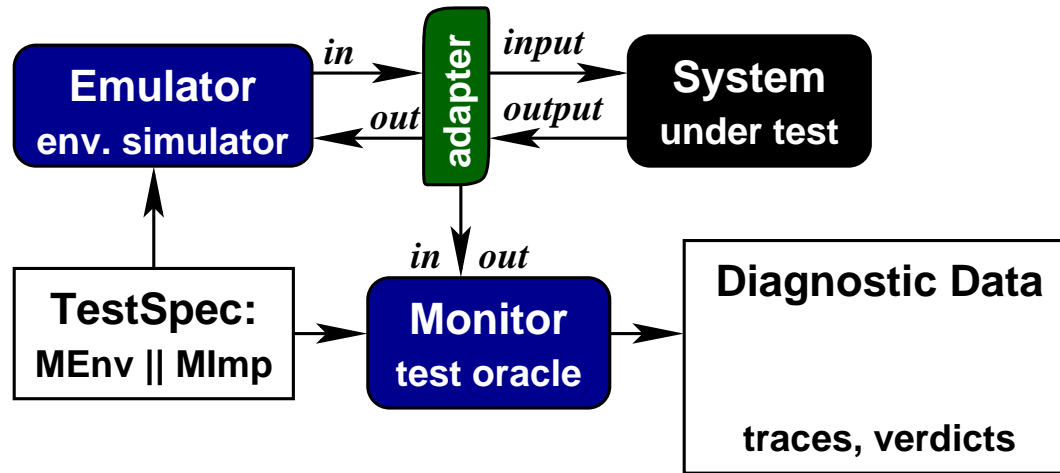 Emulator
env. simulator
in
out
adapter
input
output
System
under test
in out
TestSpec:
MEnv || MImp
Monitor
test oracle
Diagnostic Data
traces, verdicts